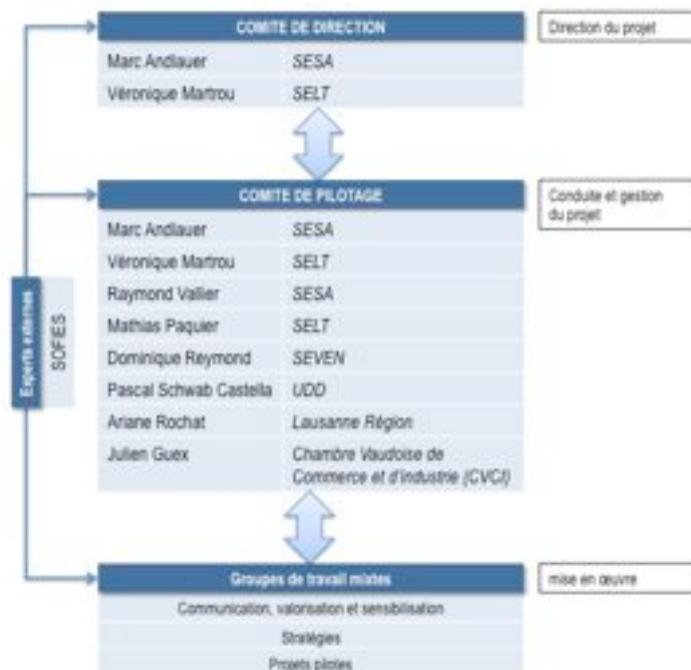 COMITE DE DIRECTION
Direction du projet
Marc Andlauer SESA
Véronique Martrou SELT
COMITE DE PILOTAGE
Conduite et gestion
du projet
Marc Andlauer SESA
Véronique Martrou SELT
Raymond Vallier SESA
Mathias Paquier SELT
Dominique Reymond SEVEN
Pascal Schwab Castella UDD
Ariane Rochat Lausanne Région
Julien Guex Chambre Vaudoise de
Commerce et d'Industrie (CVCI)
Experts externes
SOFIES
Groupes de travail mixtes
mise en œuvre
Communication, valorisation et sensibilisation
Stratégies
Projets pilotes